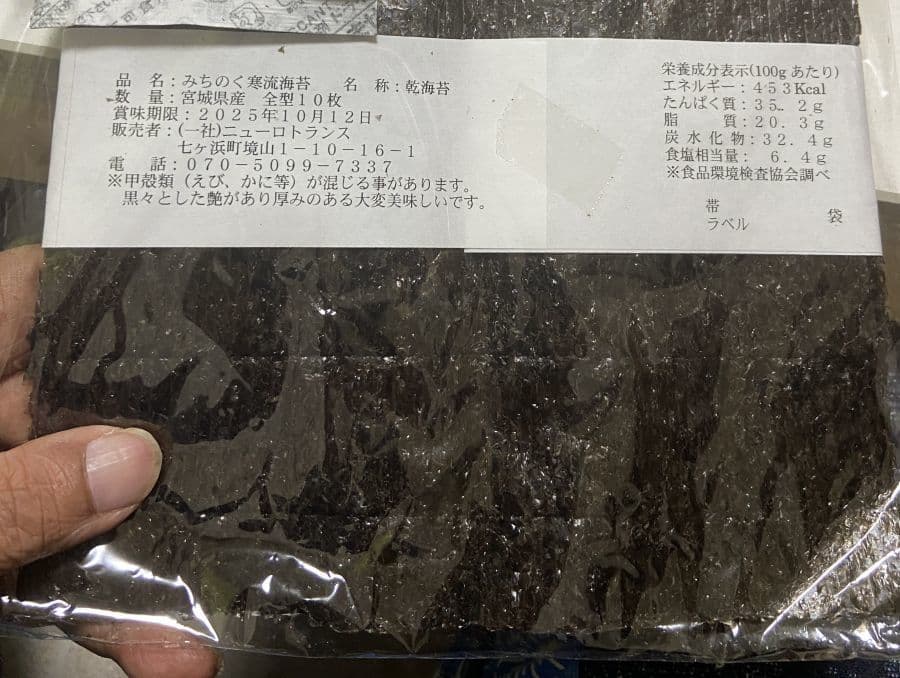 品 名：みちのく寒流海苔 名 称：乾海苔
数 量：宮城県産 全型１０枚
賞味期限：２０２５年１０月１２日
販売者：(一社)ニューロトランス
七ヶ浜町境山１－１０－１６－１
電 話：０７０－５０９９－７３３７
※甲殻類（えび、かに等）が混じる事があります。
黒々とした艶があり厚みのある大変美味しいです。
栄養成分表示(100g あたり)
エネルギー：４５３Kcal
たんぱく質：３５．２ｇ
脂 質：２０．３ｇ
炭 水 化 物：３２．４ｇ
食塩相当量： ６．４ｇ
※食品環境検査協会調べ
帯 袋
ラベル